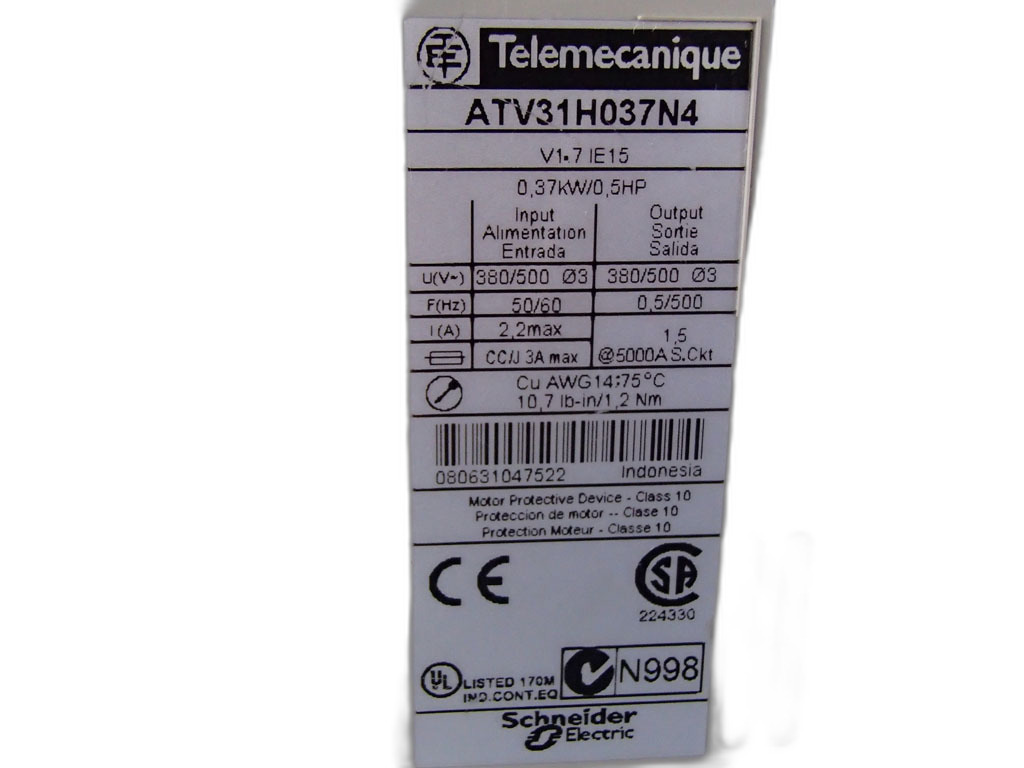 Telemecanique
ATV31H037N4
V1.7 IE15
0,37kW/0,5HP
Input Output
Alimentation Sortie
Entrada Salida
U(V~) 380/500 Ø3 380/500 Ø3
F(Hz) 50/60 0,5/500
I(A) 2,2max 1,5
CC/J 3A max @5000AS.Ckt
Cu AWG14:75°C
10,7 lb-in/1,2 Nm
080631047522 Indonesia
Motor Protective Device - Class 10
Proteccion de motor -- Clase 10
Protection Moteur - Classe 10
CE SA
224330
UL LISTED 170M N998
IND.CONT.EQ
Schneider
Electric